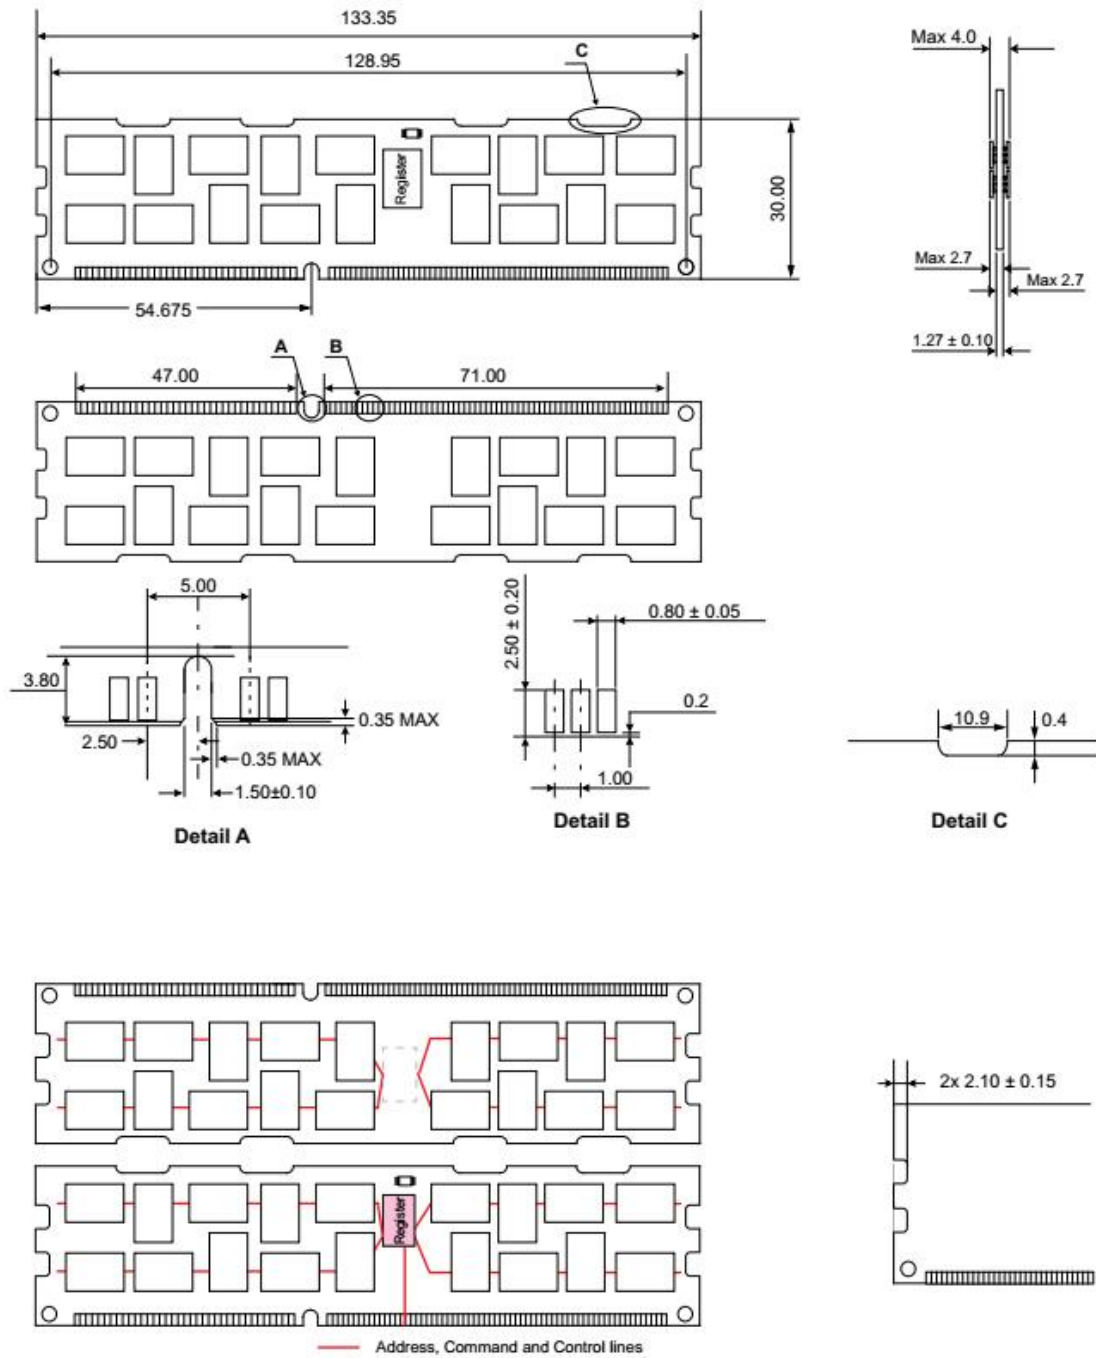 133.35
128.95
C
Max 4.0
Register
30.00
54.675
Max 2.7
Max 2.7
1.27 ± 0.10
A
B
47.00
71.00
5.00
3.80
2.50
0.35 MAX
0.35 MAX
1.50±0.10
Detail A
2.50 ± 0.20
0.80 ± 0.05
0.2
1.00
Detail B
10.9
0.4
Detail C
2x 2.10 ± 0.15
Register
Address, Command and Control lines